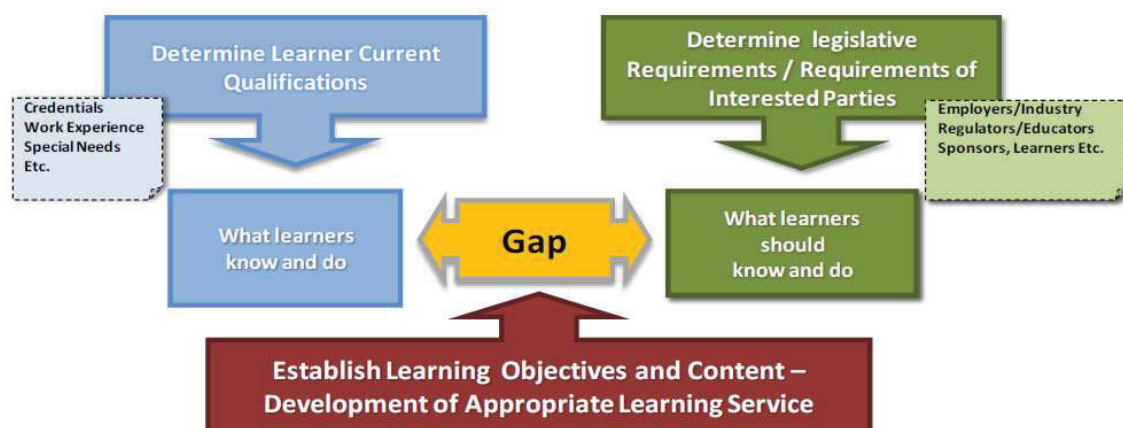 Determine Learner Current
Qualifications
Determine legislative
Requirements / Requirements of
Interested Parties
Credentials
Work Experience
Special Needs
Etc.
Employers/Industry
Regulators/Educators
Sponsors, Learners Etc.
What learners
know and do
Gap
What learners
should
know and do
Establish Learning Objectives and Content –
Development of Appropriate Learning Service